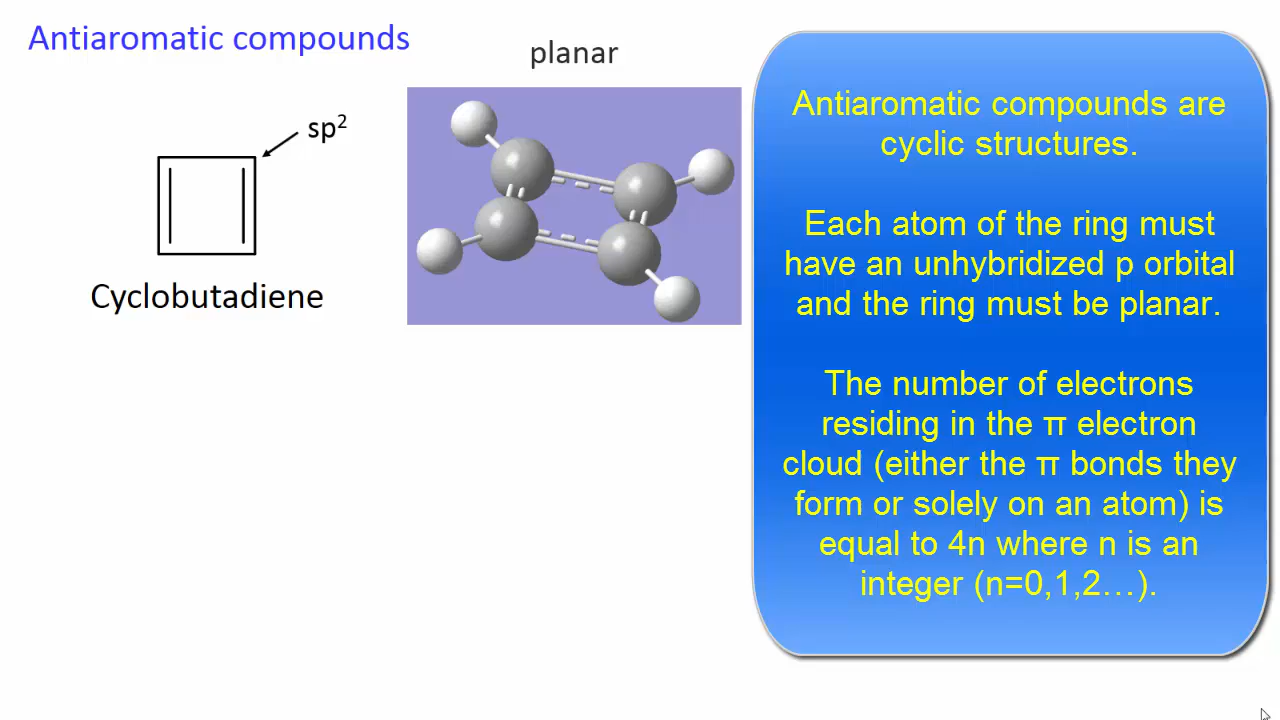 Antiaromatic compounds
planar
sp²
Cyclobutadiene
Antiaromatic compounds are
cyclic structures.
Each atom of the ring must
have an unhybridized p orbital
and the ring must be planar.
The number of electrons
residing in the π electron
cloud (either the π bonds they
form or solely on an atom) is
equal to 4n where n is an
integer (n=0,1,2…).